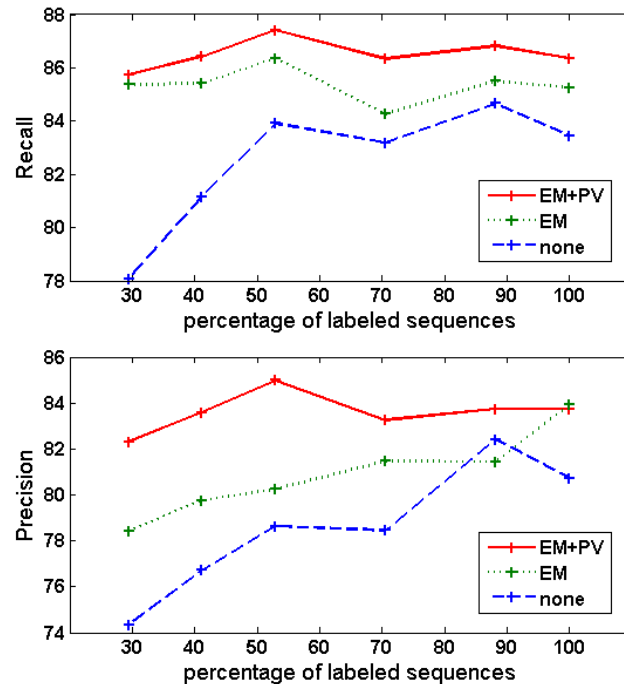 88
86
84
82
80
78
Recall
EM+PV
EM
none
30 40 50 60 70 80 90 100
percentage of labeled sequences
86
84
82
80
78
76
74
Precision
EM+PV
EM
none
30 40 50 60 70 80 90 100
percentage of labeled sequences